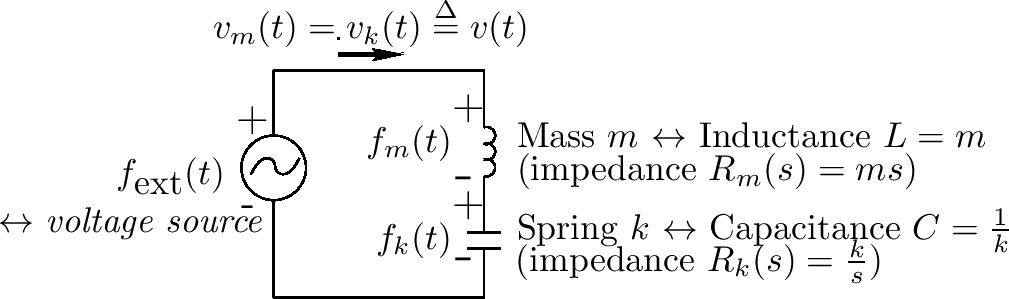 v_m(t) = v_k(t) ≜ v(t)
+
+
f_m(t)
Mass m ↔ Inductance L = m
(impedance R_m(s) = ms)
f_ext(t)
-
-
↔ voltage source
+
f_k(t)
Spring k ↔ Capacitance C = 1/k
(impedance R_k(s) = k/s)
-